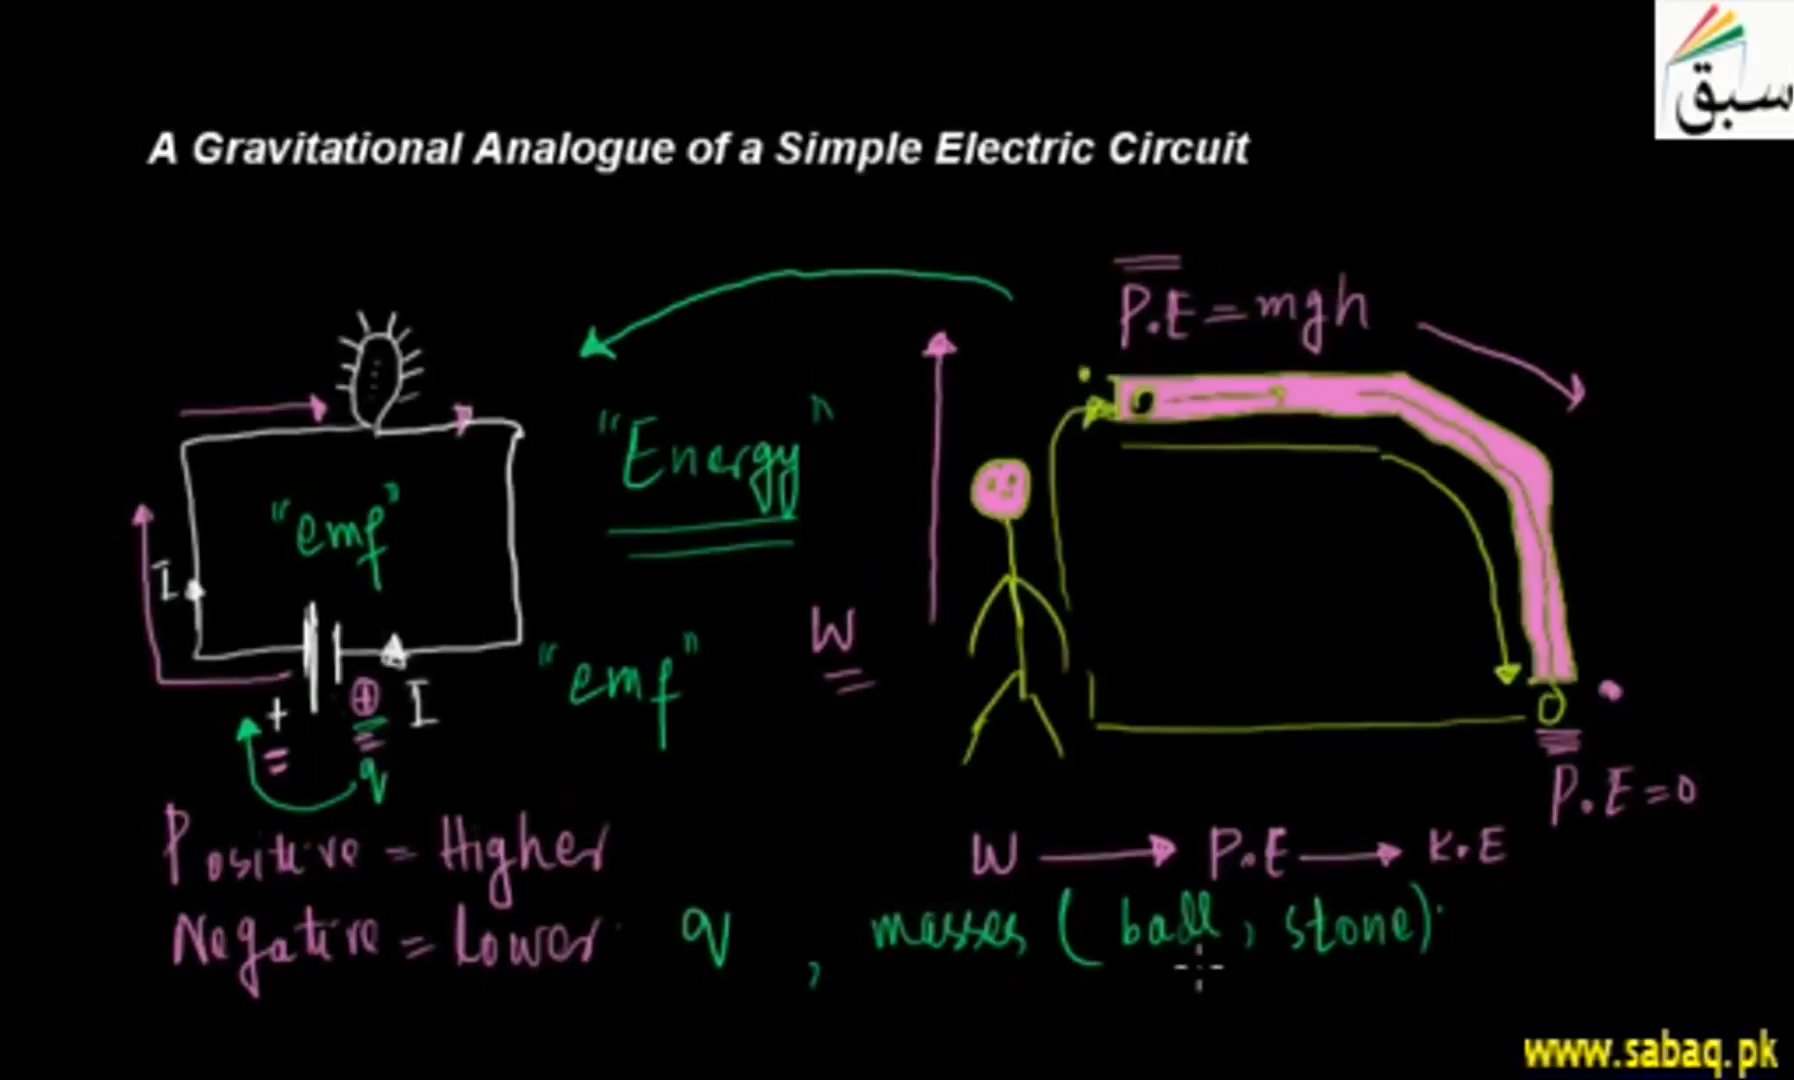 سبق
A Gravitational Analogue of a Simple Electric Circuit
P.E = mgh
"Energy"
"emf"
I
W
"emf"
+ ⊕ I
q
P.E = 0
Positive = Higher
W → P.E → K.E
Negative = Lower q , masses ( ball, stone)
www.sabaq.pk